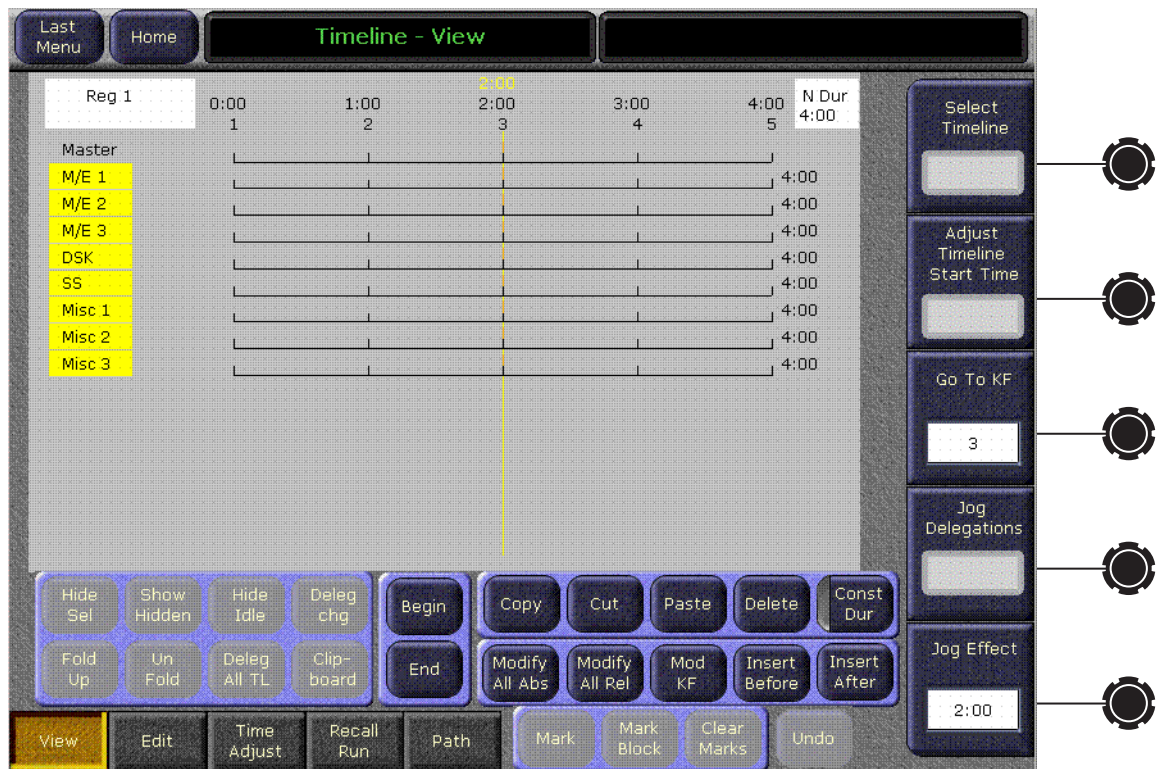 Last
Menu
Home
Timeline - View
Reg 1
2:00
0:00 1:00 2:00 3:00 4:00
1 2 3 4 5
N Dur
4:00
Master
M/E 1 4:00
M/E 2 4:00
M/E 3 4:00
DSK 4:00
SS 4:00
Misc 1 4:00
Misc 2 4:00
Misc 3 4:00
Select
Timeline
Adjust
Timeline
Start Time
Go To KF
3
Jog
Delegations
Jog Effect
2:00
Hide
Sel
Show
Hidden
Hide
Idle
Deleg
chg
Begin
Copy
Cut
Paste
Delete
Const
Dur
Fold
Up
Un
Fold
Deleg
All TL
Clip-
board
End
Modify
All Abs
Modify
All Rel
Mod
KF
Insert
Before
Insert
After
View
Edit
Time
Adjust
Recall
Run
Path
Mark
Mark
Block
Clear
Marks
Undo